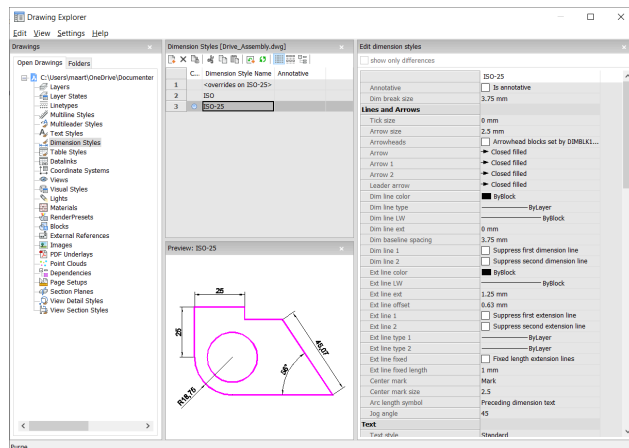 Drawing Explorer
Edit View Settings Help
Drawings
Open Drawings Folders
C:\Users\maart\OneDrive\Documenter
Layers
Layer States
Linetypes
Multiline Styles
Multileader Styles
Text Styles
Dimension Styles
Table Styles
Datalinks
Coordinate Systems
Views
Visual Styles
Lights
Materials
RenderPresets
Blocks
External References
Images
PDF Underlays
Point Clouds
Dependencies
Page Setups
Section Planes
View Detail Styles
View Section Styles
Dimension Styles [Drive_Assembly.dwg]
C... Dimension Style Name Annotative
1 <overrides on ISO-25>
2 ISO
3 ISO-25
Preview: ISO-25
25
25
45,07
56°
R18,76
Edit dimension styles
show only differences
ISO-25
Annotative Is annotative
Dim break size 3.75 mm
Lines and Arrows
Tick size 0 mm
Arrow size 2.5 mm
Arrowheads Arrowhead blocks set by DIMBLK1...
Arrow Closed filled
Arrow 1 Closed filled
Arrow 2 Closed filled
Leader arrow Closed filled
Dim line color ByBlock
Dim line type ByLayer
Dim line LW ByBlock
Dim line ext 0 mm
Dim baseline spacing 3.75 mm
Dim line 1 Suppress first dimension line
Dim line 2 Suppress second dimension line
Ext line color ByBlock
Ext line LW ByBlock
Ext line ext 1.25 mm
Ext line offset 0.63 mm
Ext line 1 Suppress first extension line
Ext line 2 Suppress second extension line
Ext line type 1 ByLayer
Ext line type 2 ByLayer
Ext line fixed Fixed length extension lines
Ext line fixed length 1 mm
Center mark Mark
Center mark size 2.5
Arc length symbol Preceding dimension text
Jog angle 45
Text
Text style Standard
Purge